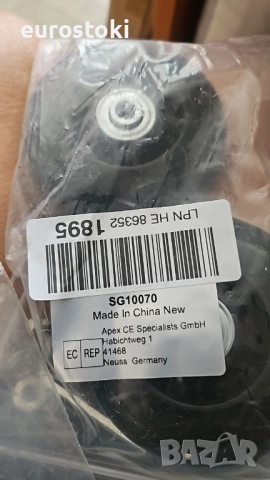 eurostoki
LPN HE 86352 1895
SG10070
Made In China New
Apex CE Specialists GmbH
Habichtweg 1
41468
Neuss Germany
EC REP
BAZAR